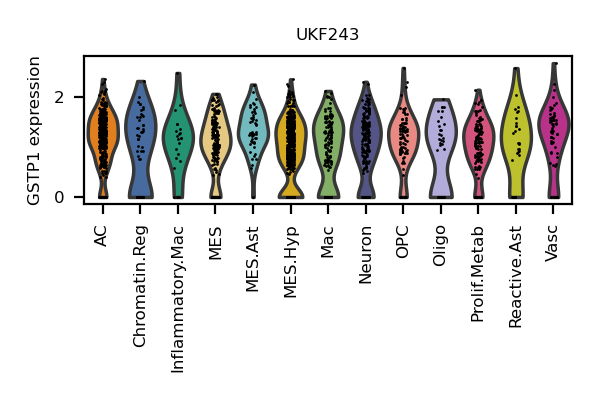 UKF243
GSTP1 expression
2
0
AC
Chromatin.Reg
Inflammatory.Mac
MES
MES.Ast
MES.Hyp
Mac
Neuron
OPC
Oligo
Prolif.Metab
Reactive.Ast
Vasc